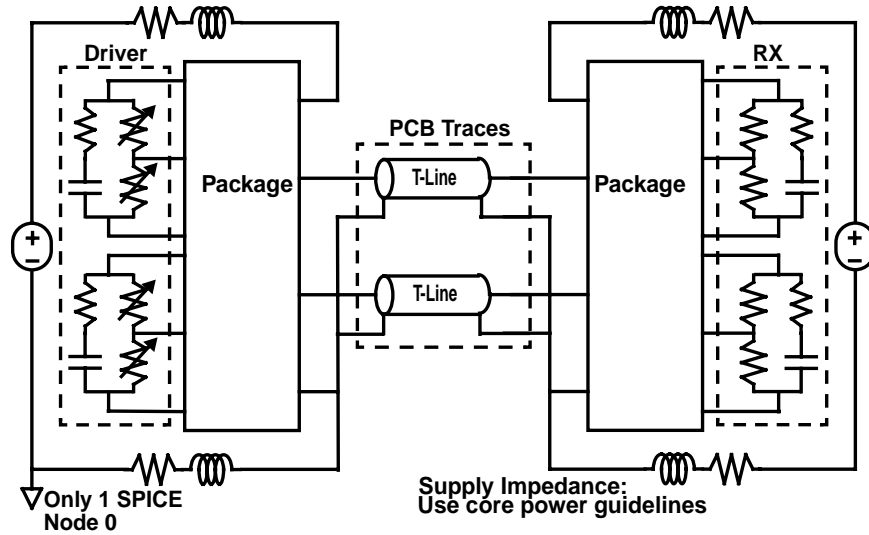 Driver
RX
PCB Traces
Package
T-Line
Package
T-Line
+
−
+
−
Only 1 SPICE
Node 0
Supply Impedance:
Use core power guidelines